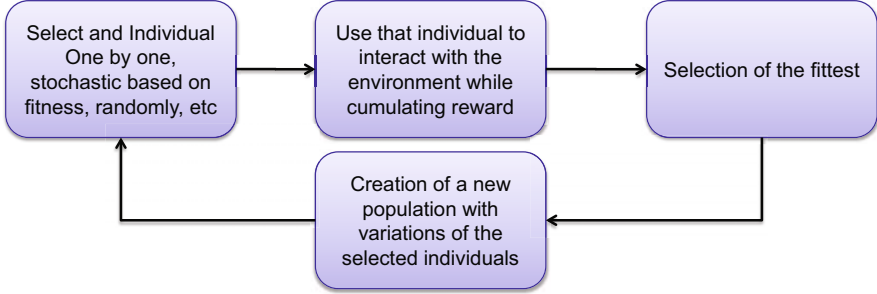 Select and Individual
One by one,
stochastic based on
fitness, randomly, etc
Use that individual to
interact with the
environment while
cumulating reward
Selection of the fittest
Creation of a new
population with
variations of the
selected individuals